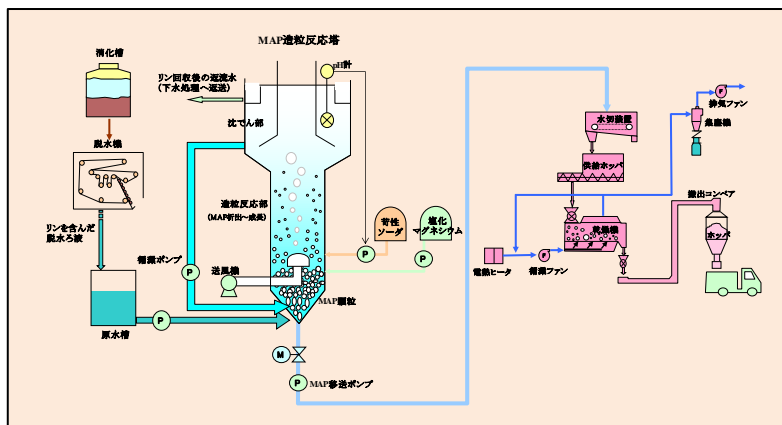 MAP造粒反応塔
消化槽
リン回収後の返流水
(下水処理へ返送)
pH計
沈でん部
脱水機
造粒反応部
(MAP析出～成長)
リンを含んだ
脱水ろ液
循環ポンプ
P
送風機
苛性
ソーダ
塩化
マグネシウム
P
P
MAP顆粒
原水槽
P
M
P
MAP移送ポンプ
水切装置
供給ホッパ
乾燥機
電熱ヒータ
F
循環ファン
F
排気ファン
集塵機
搬出コンベア
ホッパ